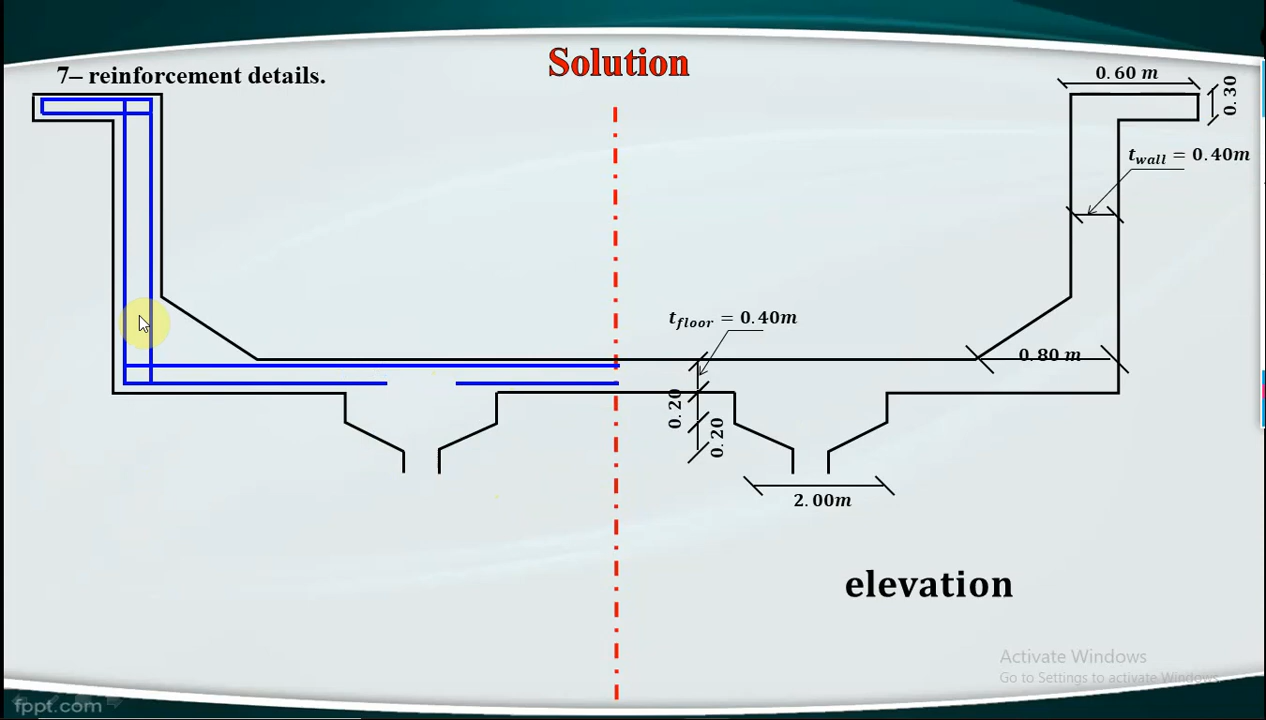 Solution
7– reinforcement details.
0.60 m
0.30
t_wall = 0.40m
t_floor = 0.40m
0.80 m
0.20
0.20
2.00m
elevation
Activate Windows
Go to Settings to activate Windows.
fppt.com